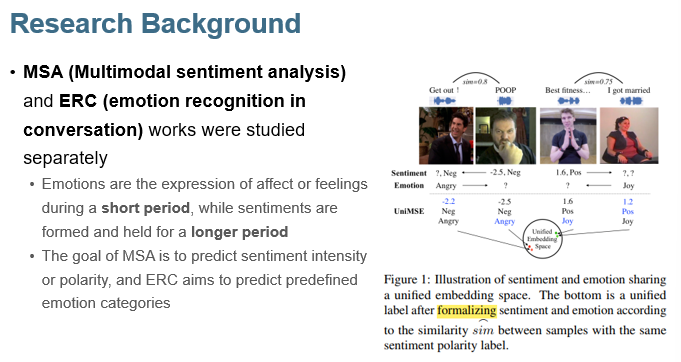 Research Background
• MSA (Multimodal sentiment analysis)
and ERC (emotion recognition in
conversation) works were studied
separately
▪ Emotions are the expression of affect or feelings
during a short period, while sentiments are
formed and held for a longer period
▪ The goal of MSA is to predict sentiment intensity
or polarity, and ERC aims to predict predefined
emotion categories
sim=0.8 sim=0.75
Get out ! POOP Best fitness… I got married
Sentiment ?, Neg -2.5, Neg 1.6, Pos ?, ?
Emotion Angry ? ? Joy
-2.2 -2.5 1.6 1.2
UniMSE Neg Neg Pos Pos
Angry Angry Joy Joy
Unified
Embedding
Space
Figure 1: Illustration of sentiment and emotion sharing
a unified embedding space. The bottom is a unified
label after formalizing sentiment and emotion according
to the similarity sim between samples with the same
sentiment polarity label.